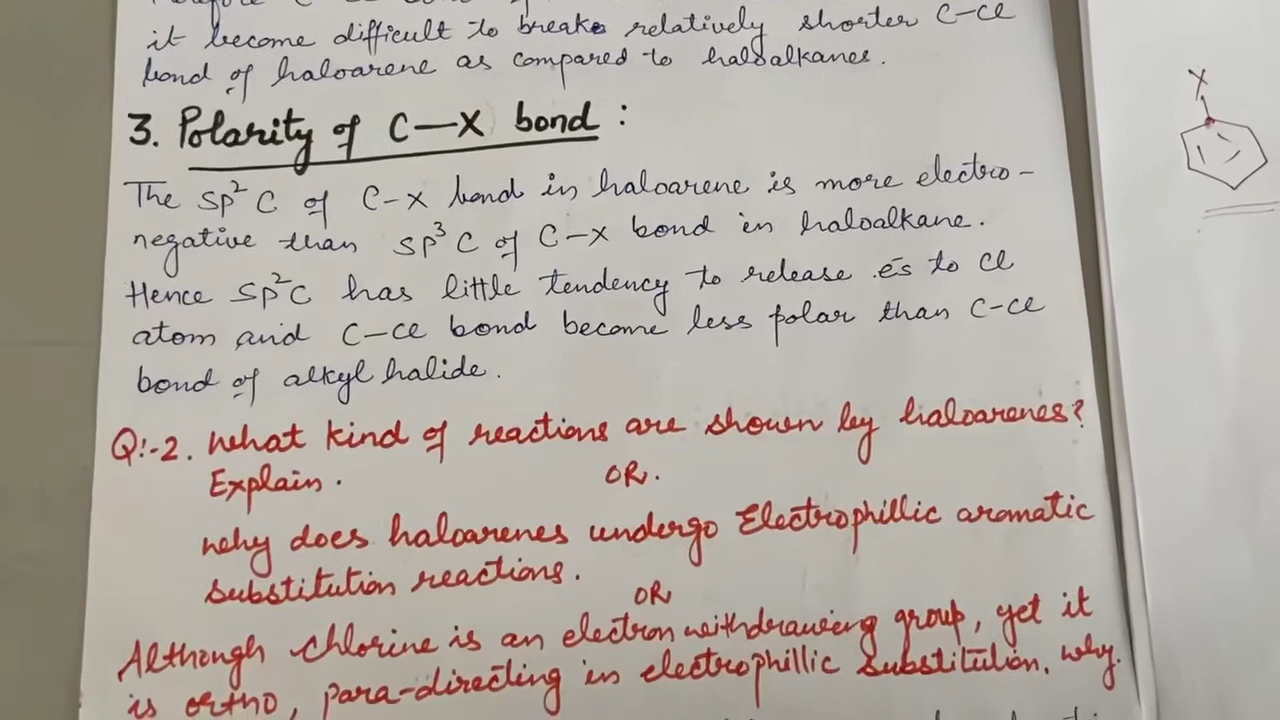 it become difficult to break relatively shorter C-Cl
bond of haloarene as compared to haloalkanes.
3. Polarity of C—X bond :
X
The sp² C of C-X bond in haloarene is more electro-
negative than sp³ C of C-X bond in haloalkane.
Hence sp²C has little tendency to release es to Cl
atom and C-Cl bond become less polar than C-Cl
bond of alkyl halide.
Q:-2. What kind of reactions are shown by haloarenes?
Explain. OR.
why does haloarenes undergo Electrophillic aromatic
substitution reactions.
OR
Although chlorine is an electron withdrawing group, yet it
is ortho, para-directing in electrophillic substitution. why.